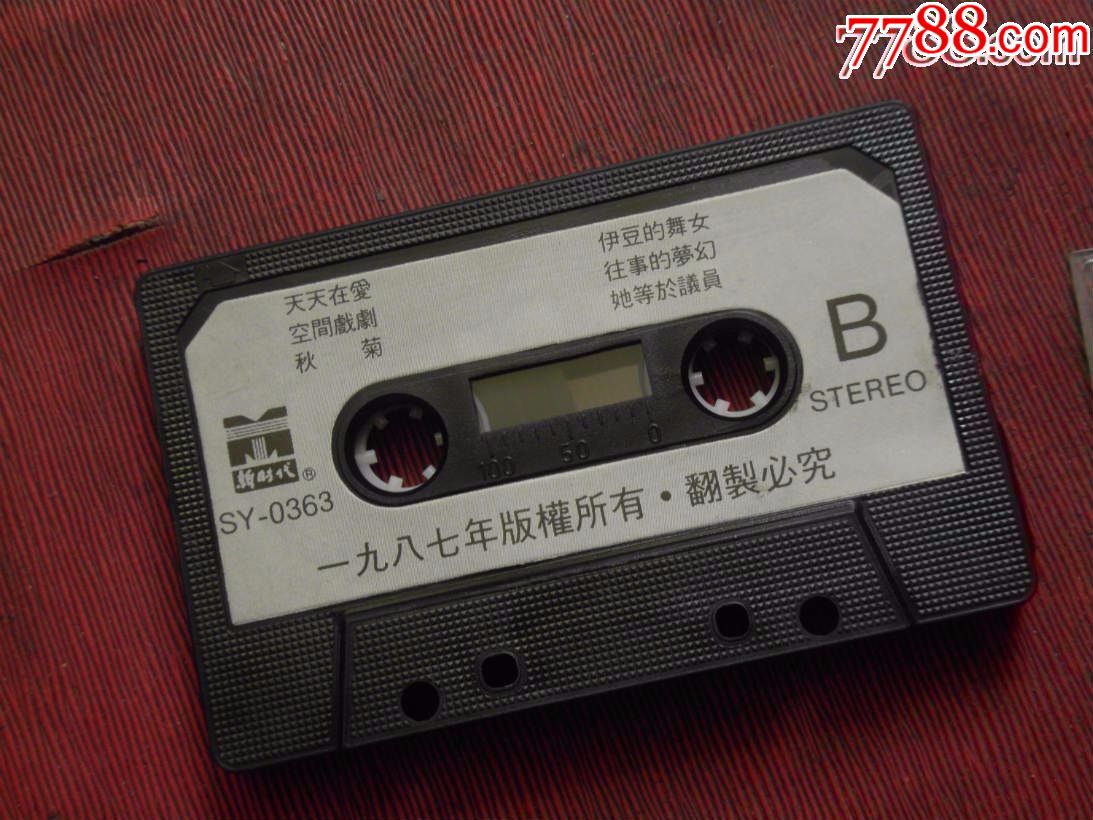 7788.com
天天在愛
空間戲劇
秋 菊
伊豆的舞女
往事的夢幻
她等於議員
B
STEREO
100 50 0
新时代®
SY-0363
一九八七年版權所有·翻製必究